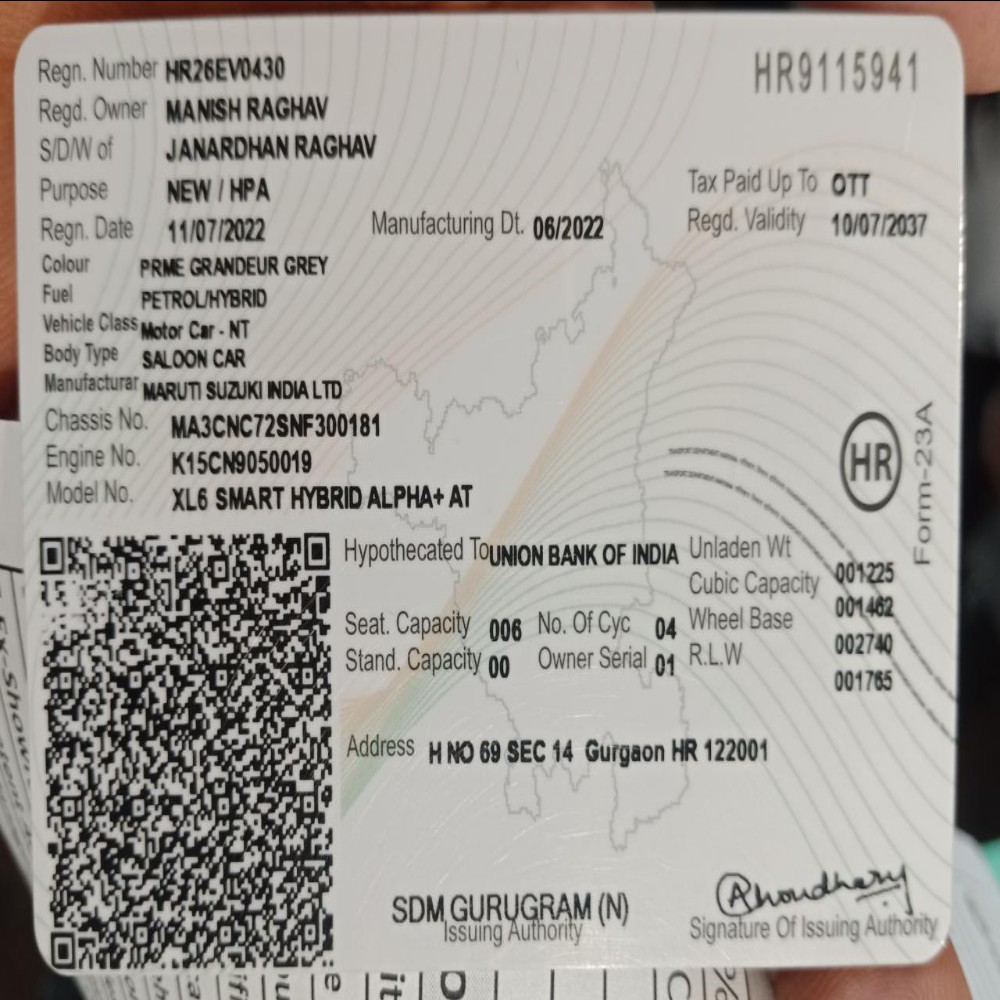 Regn. Number HR26EV0430
HR9115941
Regd. Owner MANISH RAGHAV
S/D/W of JANARDHAN RAGHAV
Purpose NEW / HPA
Tax Paid Up To OTT
Regn. Date 11/07/2022 Manufacturing Dt. 06/2022 Regd. Validity 10/07/2037
Colour PRME GRANDEUR GREY
Fuel PETROL/HYBRID
Vehicle Class Motor Car - NT
Body Type SALOON CAR
Manufacturar MARUTI SUZUKI INDIA LTD
Chassis No. MA3CNC72SNF300181
Engine No. K15CN9050019
Model No. XL6 SMART HYBRID ALPHA+ AT
HR
Form-23A
Hypothecated To UNION BANK OF INDIA Unladen Wt 001225
Cubic Capacity 001462
Seat. Capacity 006 No. Of Cyc 04 Wheel Base 002740
Stand. Capacity 00 Owner Serial 01 R.L.W 001765
Address H NO 69 SEC 14 Gurgaon HR 122001
SDM GURUGRAM (N)
Issuing Authority
Signature Of Issuing Authority
Ex-Show